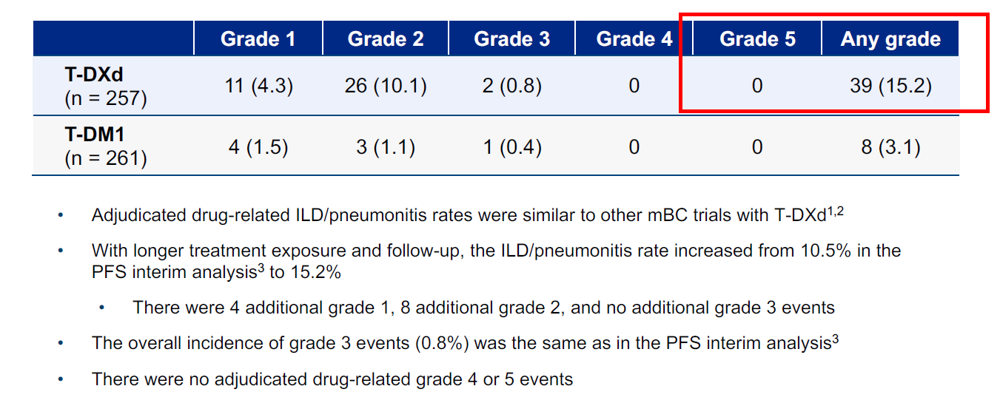 Grade 1 Grade 2 Grade 3 Grade 4 Grade 5 Any grade
T-DXd
(n = 257) 11 (4.3) 26 (10.1) 2 (0.8) 0 0 39 (15.2)
T-DM1
(n = 261) 4 (1.5) 3 (1.1) 1 (0.4) 0 0 8 (3.1)
• Adjudicated drug-related ILD/pneumonitis rates were similar to other mBC trials with T-DXd1,2
• With longer treatment exposure and follow-up, the ILD/pneumonitis rate increased from 10.5% in the
PFS interim analysis3 to 15.2%
• There were 4 additional grade 1, 8 additional grade 2, and no additional grade 3 events
• The overall incidence of grade 3 events (0.8%) was the same as in the PFS interim analysis3
• There were no adjudicated drug-related grade 4 or 5 events